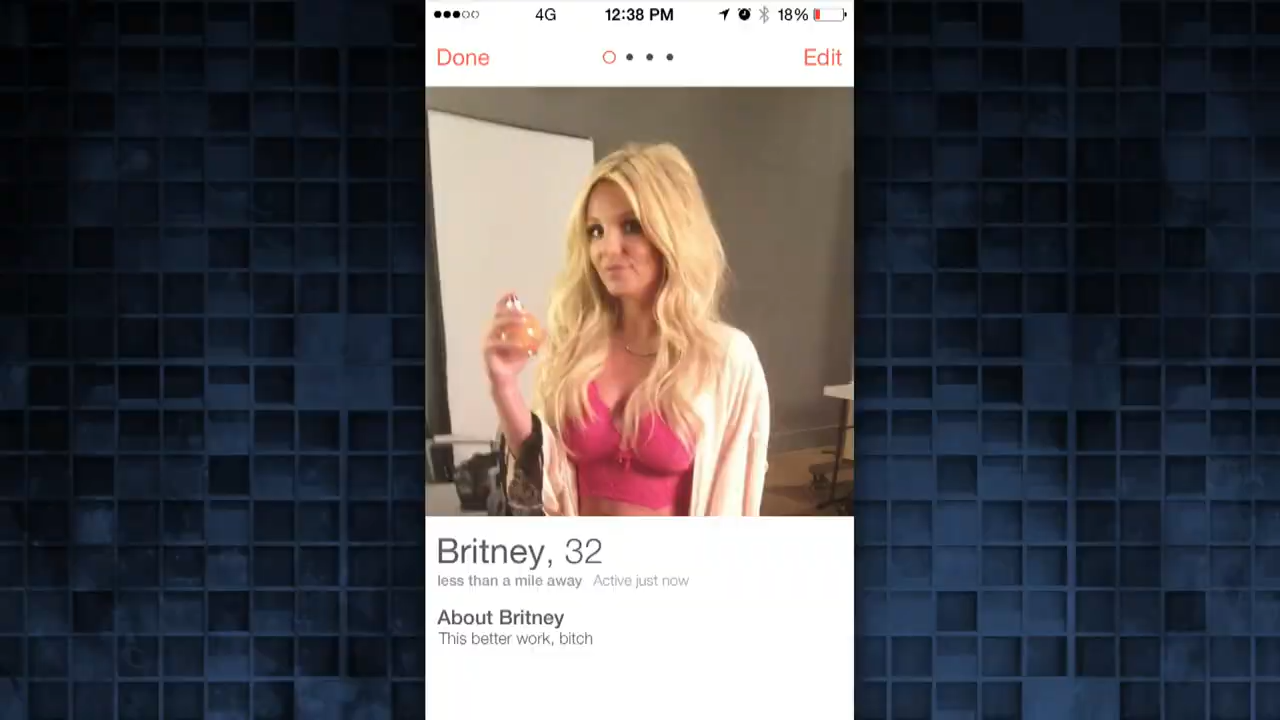 4G 12:38 PM 18%
Done Edit
Britney, 32
less than a mile away Active just now
About Britney
This better work, bitch